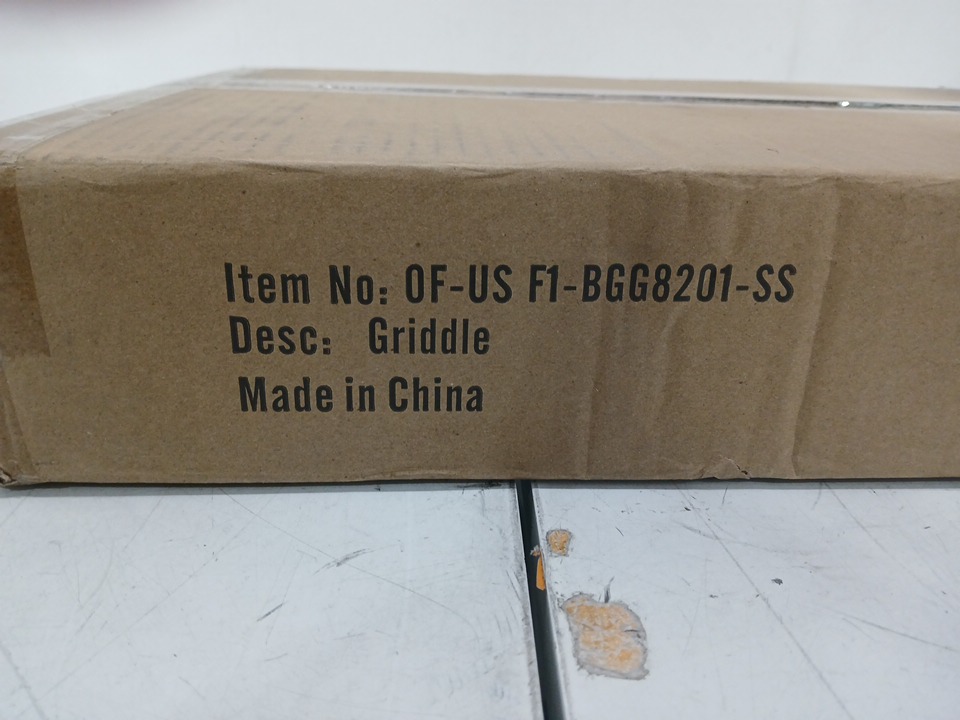 Item No: OF-US F1-BGG8201-SS
Desc: Griddle
Made in China